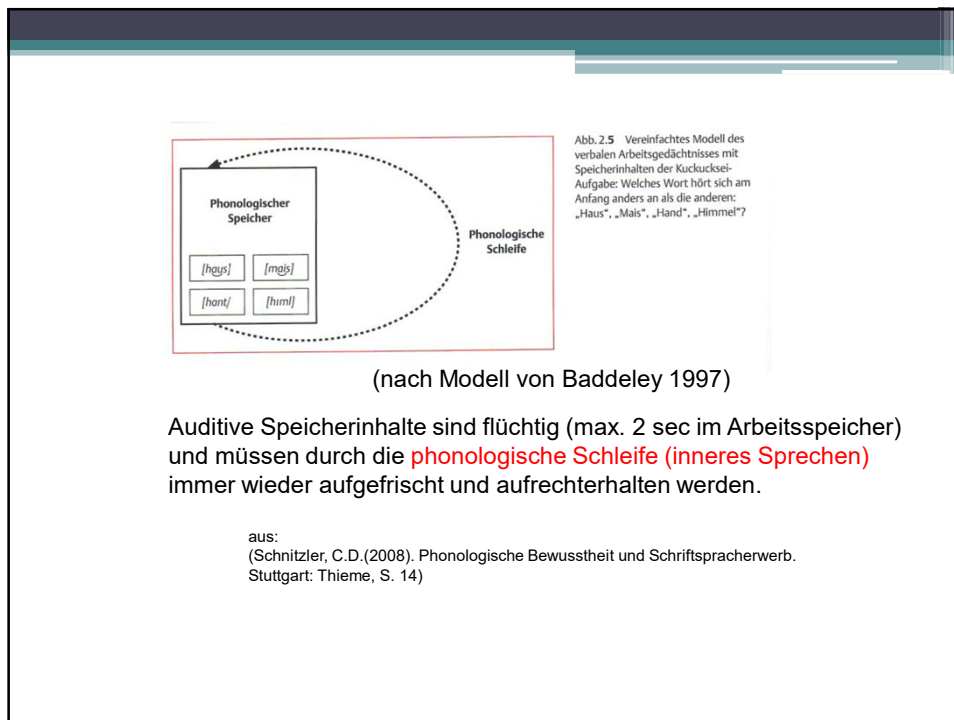 Phonologischer
Speicher
[hau̯s]
[mai̯s]
[hant/
[hɪml]
Phonologische
Schleife
Abb. 2.5 Vereinfachtes Modell des
verbalen Arbeitsgedächtnisses mit
Speicherinhalten der Kuckucksei-
Aufgabe: Welches Wort hört sich am
Anfang anders an als die anderen:
„Haus“, „Mais“, „Hand“, „Himmel“?
(nach Modell von Baddeley 1997)
Auditive Speicherinhalte sind flüchtig (max. 2 sec im Arbeitsspeicher)
und müssen durch die phonologische Schleife (inneres Sprechen)
immer wieder aufgefrischt und aufrechterhalten werden.
aus:
(Schnitzler, C.D.(2008). Phonologische Bewusstheit und Schriftspracherwerb.
Stuttgart: Thieme, S. 14)